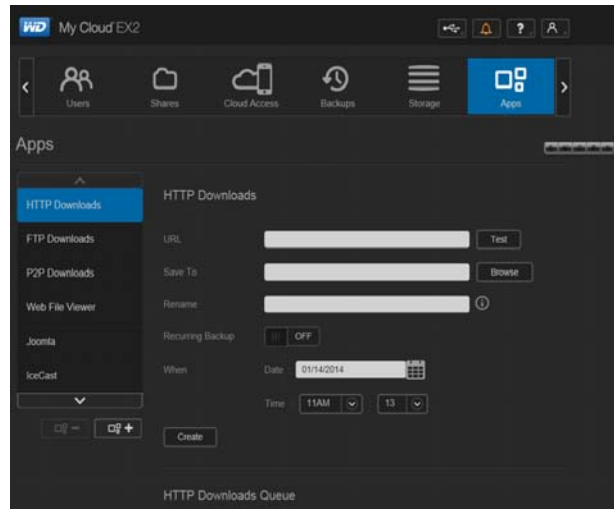 WD My Cloud EX2
?
Users Shares Cloud Access Backups Storage Apps
Apps
HTTP Downloads
FTP Downloads
P2P Downloads
Web File Viewer
Joomla
IceCast
HTTP Downloads
URL Test
Save To Browse
Rename
Recurring Backup OFF
When Date 01/14/2014
Time 11AM 13
Create
HTTP Downloads Queue